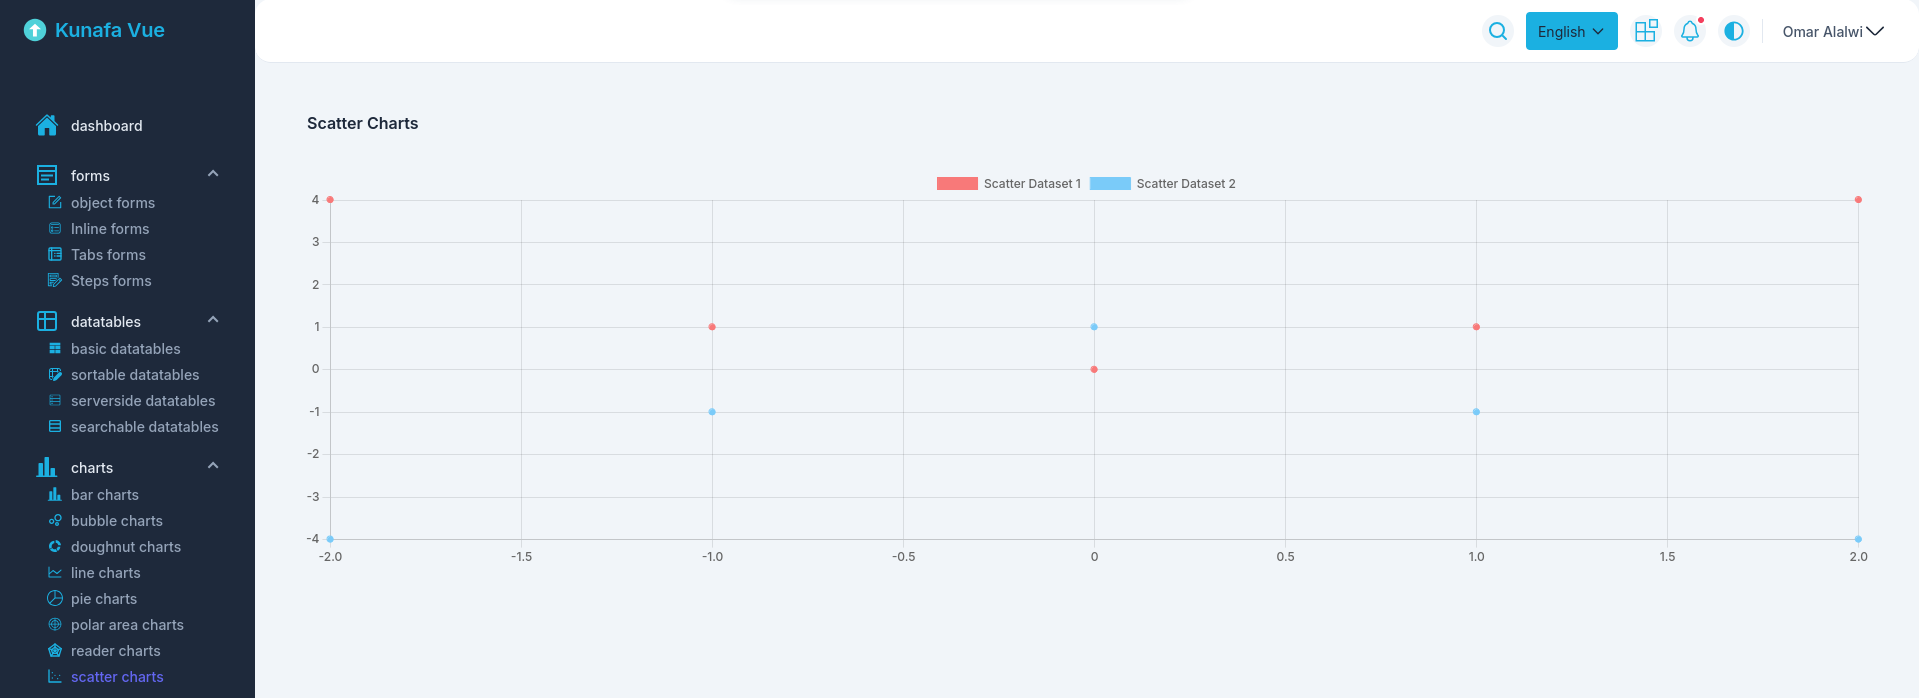 Kunafa Vue
English
Omar Alalwi
dashboard
forms
object forms
Inline forms
Tabs forms
Steps forms
datatables
basic datatables
sortable datatables
serverside datatables
searchable datatables
charts
bar charts
bubble charts
doughnut charts
line charts
pie charts
polar area charts
reader charts
scatter charts
Scatter Charts
Scatter Dataset 1 Scatter Dataset 2
4
3
2
1
0
-1
-2
-3
-4
-2.0 -1.5 -1.0 -0.5 0 0.5 1.0 1.5 2.0